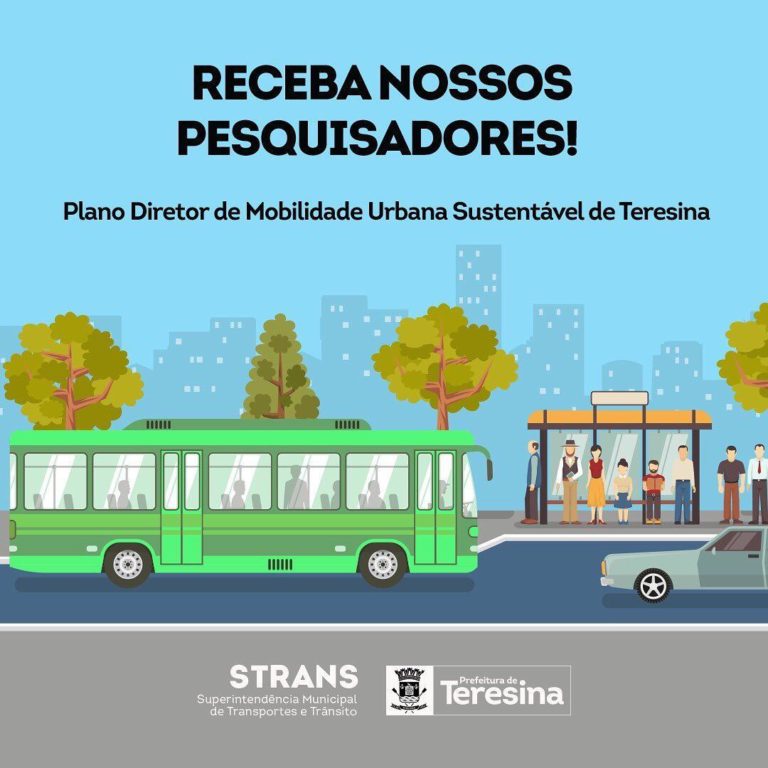 RECEBA NOSSOS
PESQUISADORES!
Plano Diretor de Mobilidade Urbana Sustentável de Teresina
STRANS
Superintendência Municipal
de Transportes e Trânsito
Prefeitura de
Teresina